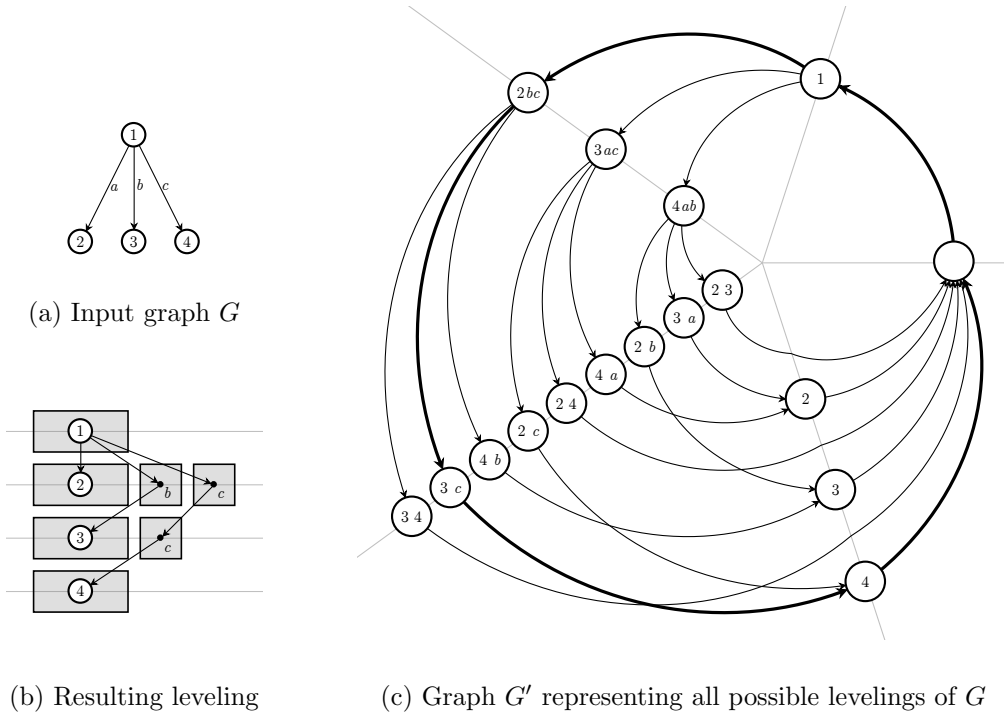 1
a
b
c
2
3
4
(a) Input graph G
1
2
b
c
3
c
4
(b) Resulting leveling
1
2bc
3ac
4ab
2 3
3 a
2 b
4 a
2 4
2
2 c
4 b
3 c
3
3 4
4
(c) Graph G′ representing all possible levelings of G